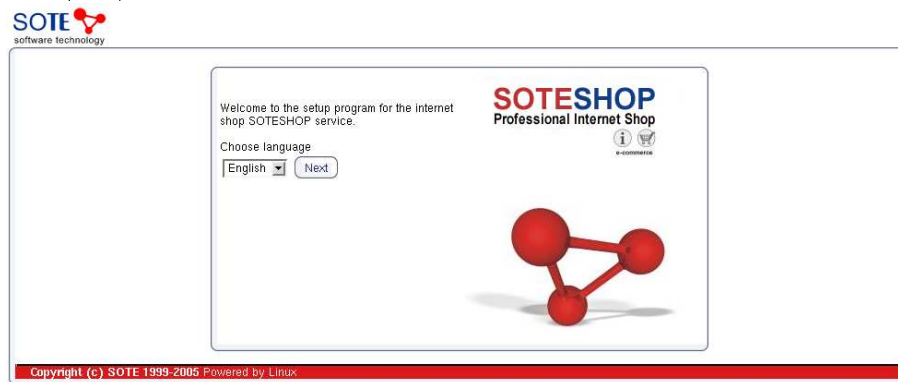 SOTE
software technology
Welcome to the setup program for the internet
shop SOTESHOP service.
Choose language
English
Next
SOTESHOP
Professional Internet Shop
i
e-commerce
Copyright (c) SOTE 1999-2005 Powered by Linux